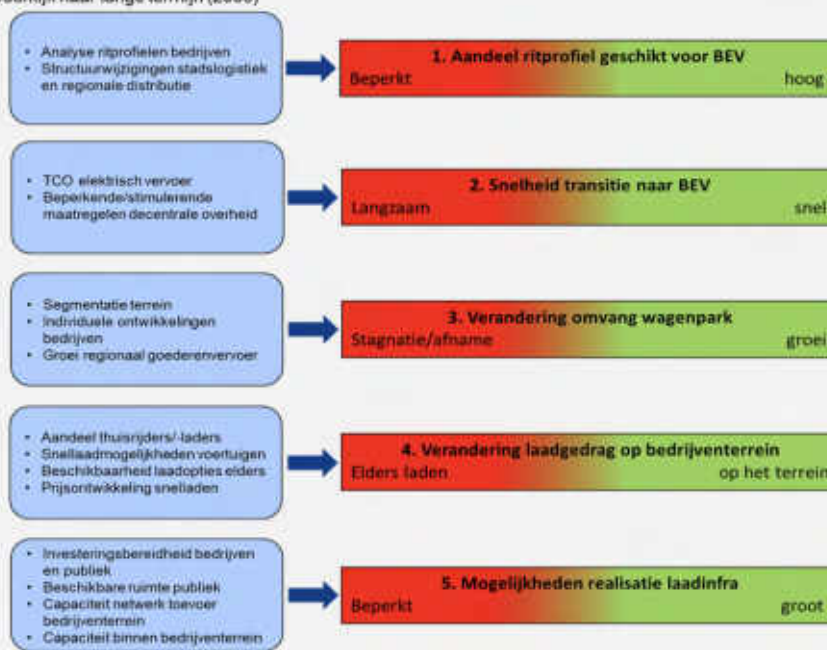 naar lange termijn
• Analyse ritprofielen bedrijven
• Structuurwijzigingen stadslogistiek
en regionale distributie
1. Aandeel ritprofiel geschikt voor BEV
Beperkt hoog
• TCO elektrisch vervoer
• Beperkende/stimulerende
maatregelen decentrale overheid
2. Snelheid transitie naar BEV
Langzaam snel
• Segmentatie terrein
• Individuele ontwikkelingen
bedrijven
• Groei regionaal goederenvervoer
3. Verandering omvang wagenpark
Stagnatie/afname groei
• Aandeel thuisrijders/-laders
• Snellaadmogelijkheden voertuigen
• Beschikbaarheid laadopties elders
• Prijsontwikkeling snelladen
4. Verandering laadgedrag op bedrijventerrein
Elders laden op het terrein
• Investeringsbereidheid bedrijven
en publiek
• Beschikbare ruimte publiek
• Capaciteit netwerk toevoer
bedrijventerrein
• Capaciteit binnen bedrijventerrein
5. Mogelijkheden realisatie laadinfra
Beperkt groot